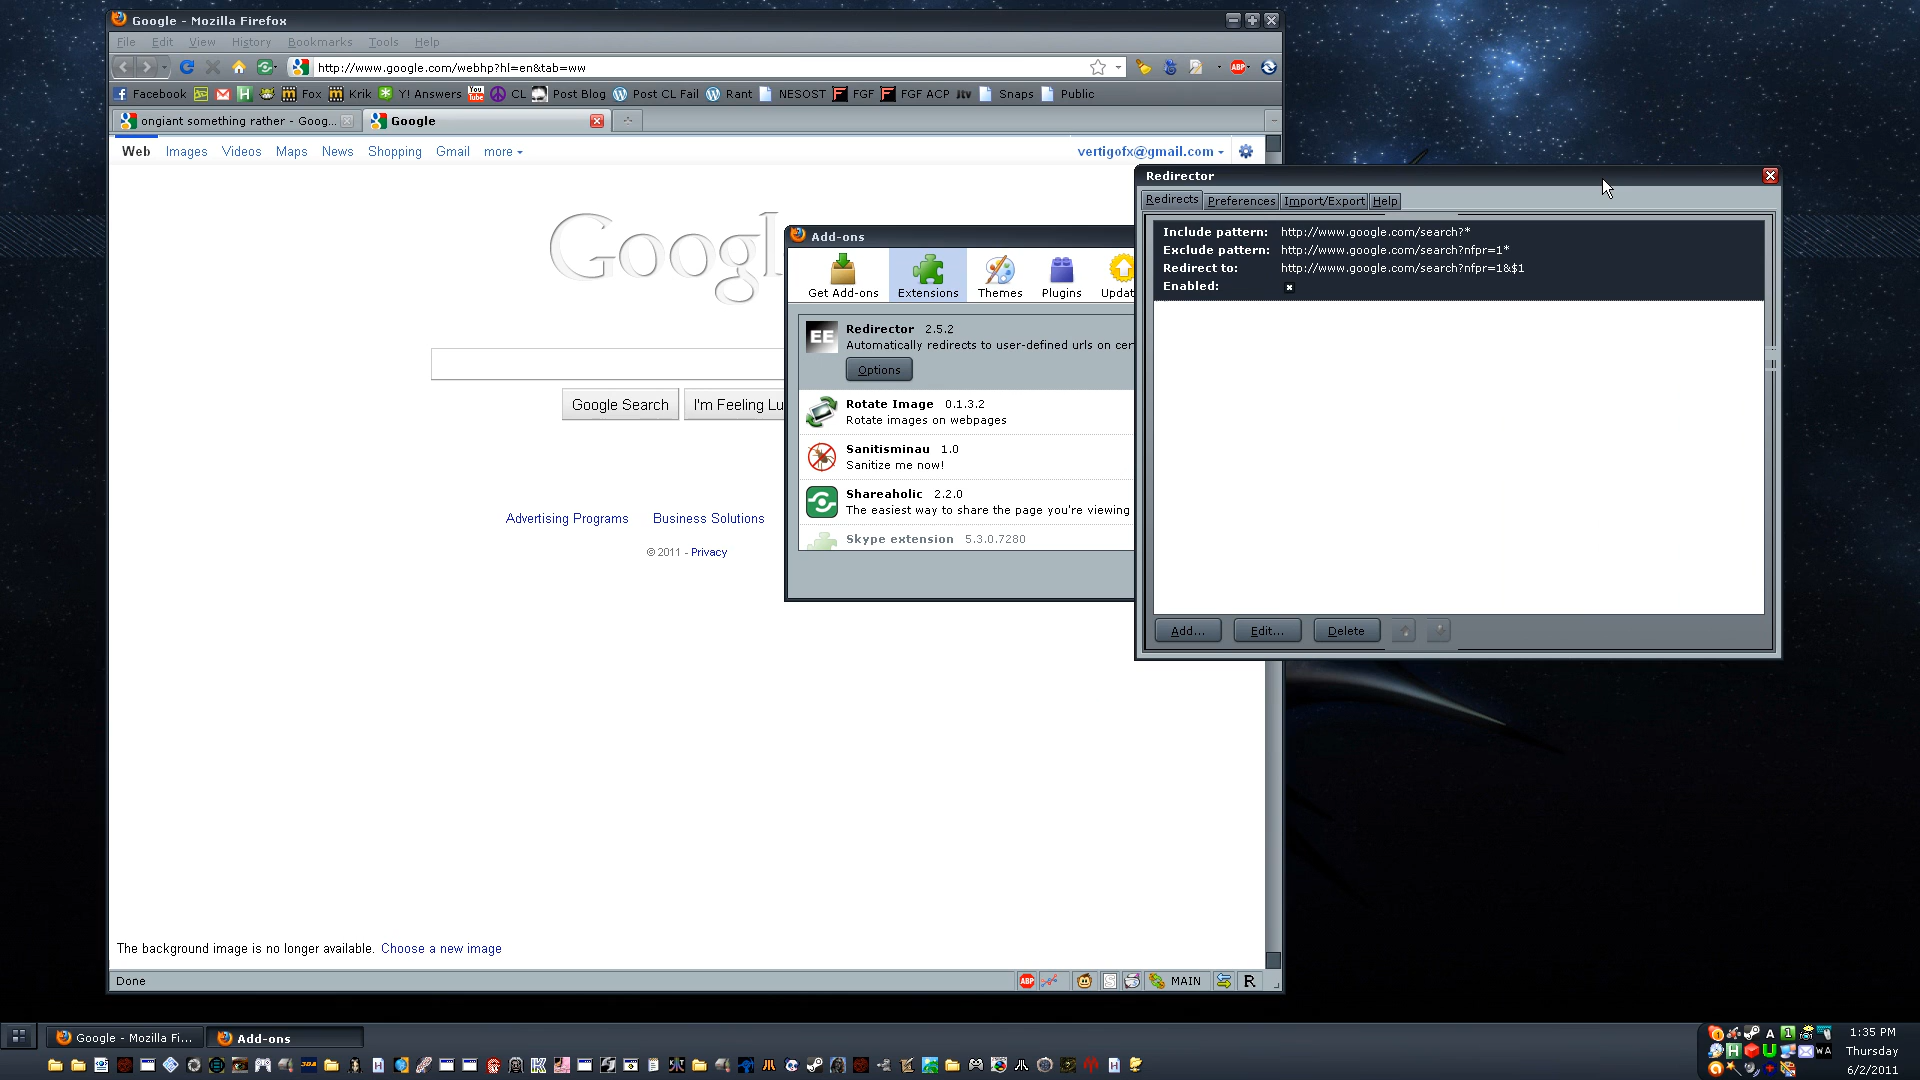 Google - Mozilla Firefox
File Edit View History Bookmarks Tools Help
http://www.google.com/webhp?hl=en&tab=ww
ABP
Facebook Fox Krik Y! Answers You Tube CL Post Blog Post CL Fail Rant NESOST FGF FGF ACP jtv Snaps Public
ongiant something rather - Goog...
Google
Web Images Videos Maps News Shopping Gmail more
vertigofx@gmail.com
Google
Google Search
I'm Feeling Lu
Advertising Programs
Business Solutions
© 2011 - Privacy
The background image is no longer available. Choose a new image
Done
ABP
S
MAIN
R
Add-ons
Get Add-ons
Extensions
Themes
Plugins
Updat
EE
Redirector 2.5.2
Automatically redirects to user-defined urls on cer
Options
Rotate Image 0.1.3.2
Rotate images on webpages
Sanitisminau 1.0
Sanitize me now!
Shareaholic 2.2.0
The easiest way to share the page you're viewing
Skype extension 5.3.0.7280
Redirector
Redirects Preferences Import/Export Help
Include pattern: http://www.google.com/search?*
Exclude pattern: http://www.google.com/search?nfpr=1*
Redirect to: http://www.google.com/search?nfpr=1&$1
Enabled:
Add...
Edit...
Delete
Google - Mozilla Fi...
Add-ons
1:35 PM
Thursday
6/2/2011